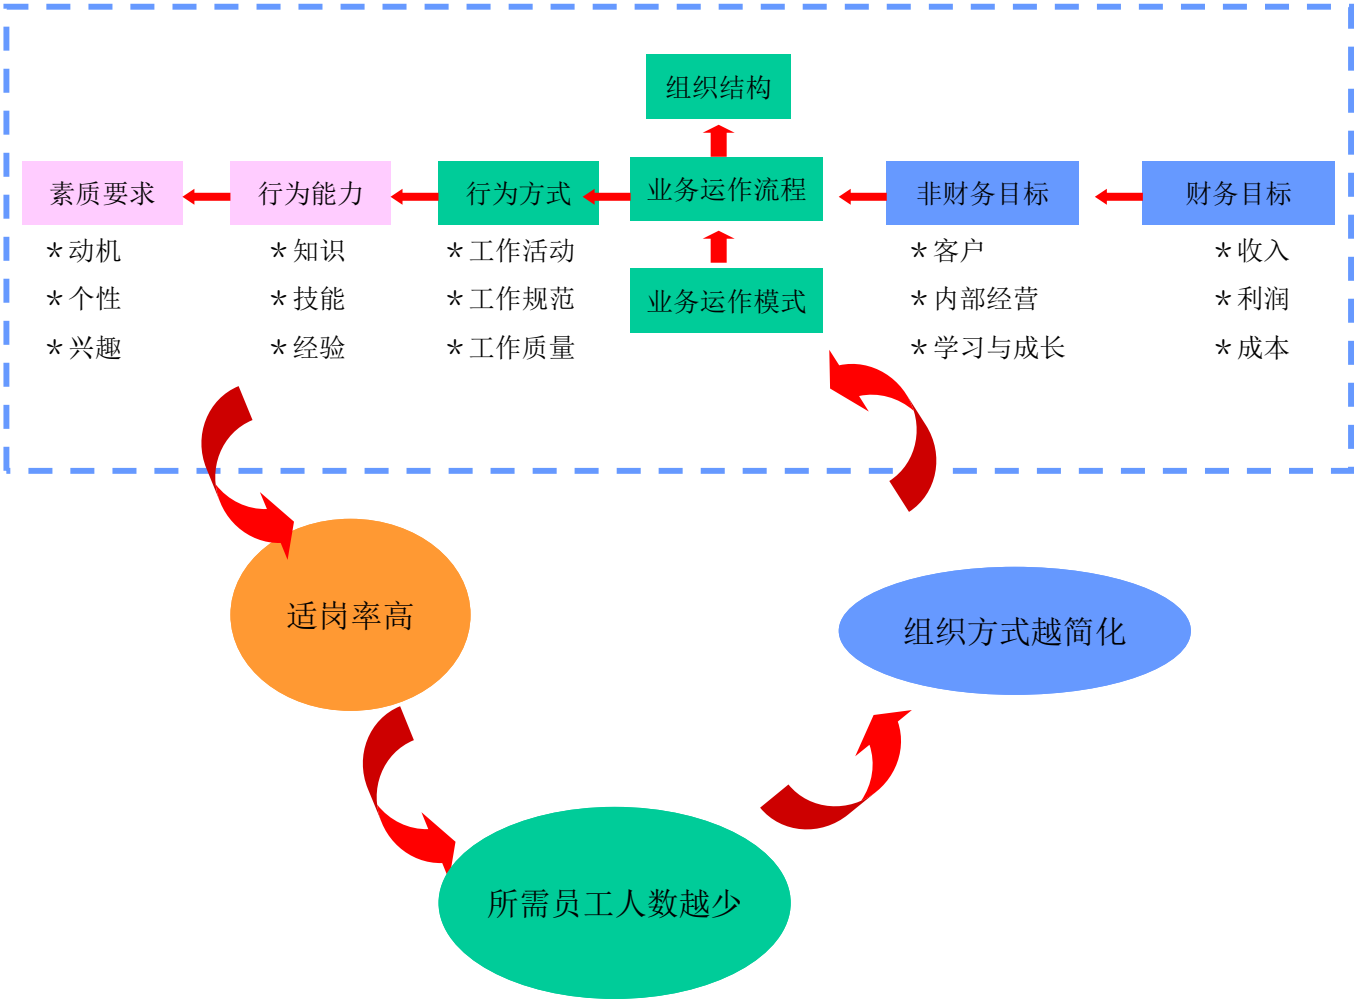 组织结构
素质要求
行为能力
行为方式
业务运作流程
非财务目标
财务目标
*动机
*知识
*工作活动
*客户
*收入
*个性
*技能
*工作规范
业务运作模式
*内部经营
*利润
*兴趣
*经验
*工作质量
*学习与成长
*成本
适岗率高
组织方式越简化
所需员工人数越少